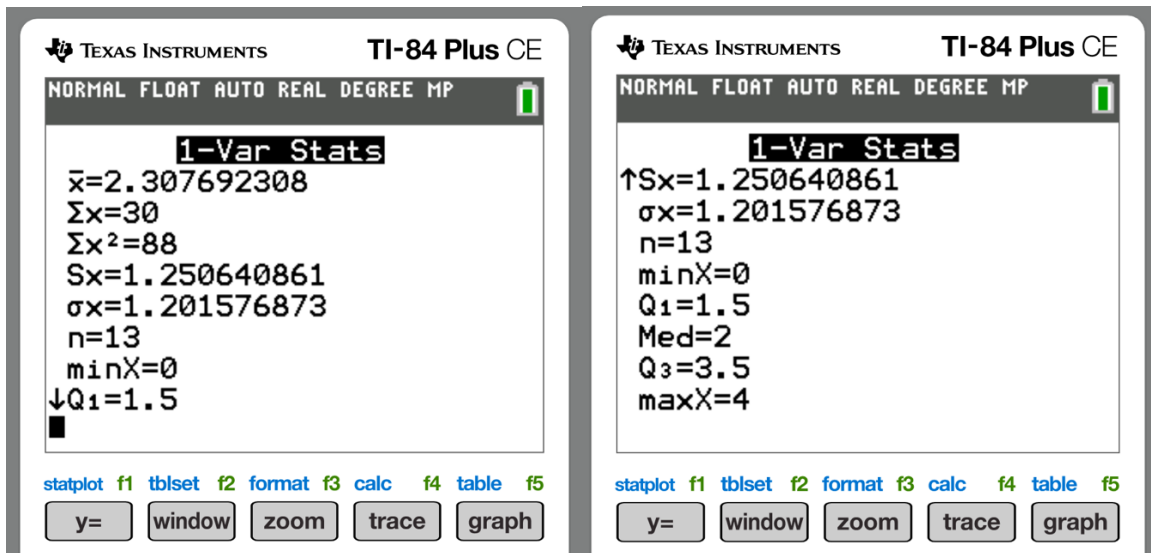 TEXAS INSTRUMENTS TI-84 Plus CE
NORMAL FLOAT AUTO REAL DEGREE MP
1-Var Stats
x̄=2.307692308
Σx=30
Σx²=88
Sx=1.250640861
σx=1.201576873
n=13
minX=0
↓Q₁=1.5
statplot f1 tblset f2 format f3 calc f4 table f5
y= window zoom trace graph
TEXAS INSTRUMENTS TI-84 Plus CE
NORMAL FLOAT AUTO REAL DEGREE MP
1-Var Stats
↑Sx=1.250640861
σx=1.201576873
n=13
minX=0
Q₁=1.5
Med=2
Q₃=3.5
maxX=4
statplot f1 tblset f2 format f3 calc f4 table f5
y= window zoom trace graph